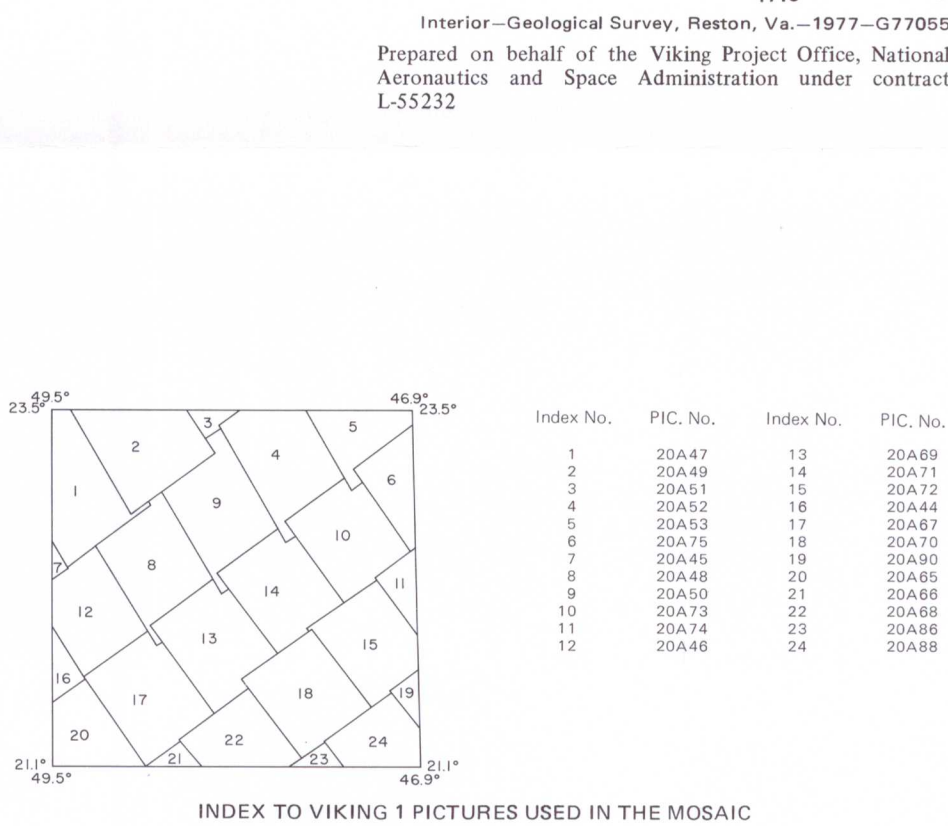 Interior—Geological Survey, Reston, Va.—1977—G77055
Prepared on behalf of the Viking Project Office, National
Aeronautics and Space Administration under contract
L-55232
49.5° 46.9°
23.5° 23.5°
3
5
2
4
6
1
9
10
7
8
11
14
12
13
15
16
17
18
19
20
22
24
21
23
21.1° 21.1°
49.5° 46.9°
Index No. PIC. No. Index No. PIC. No.
1 20A47 13 20A69
2 20A49 14 20A71
3 20A51 15 20A72
4 20A52 16 20A44
5 20A53 17 20A67
6 20A75 18 20A70
7 20A45 19 20A90
8 20A48 20 20A65
9 20A50 21 20A66
10 20A73 22 20A68
11 20A74 23 20A86
12 20A46 24 20A88
INDEX TO VIKING 1 PICTURES USED IN THE MOSAIC